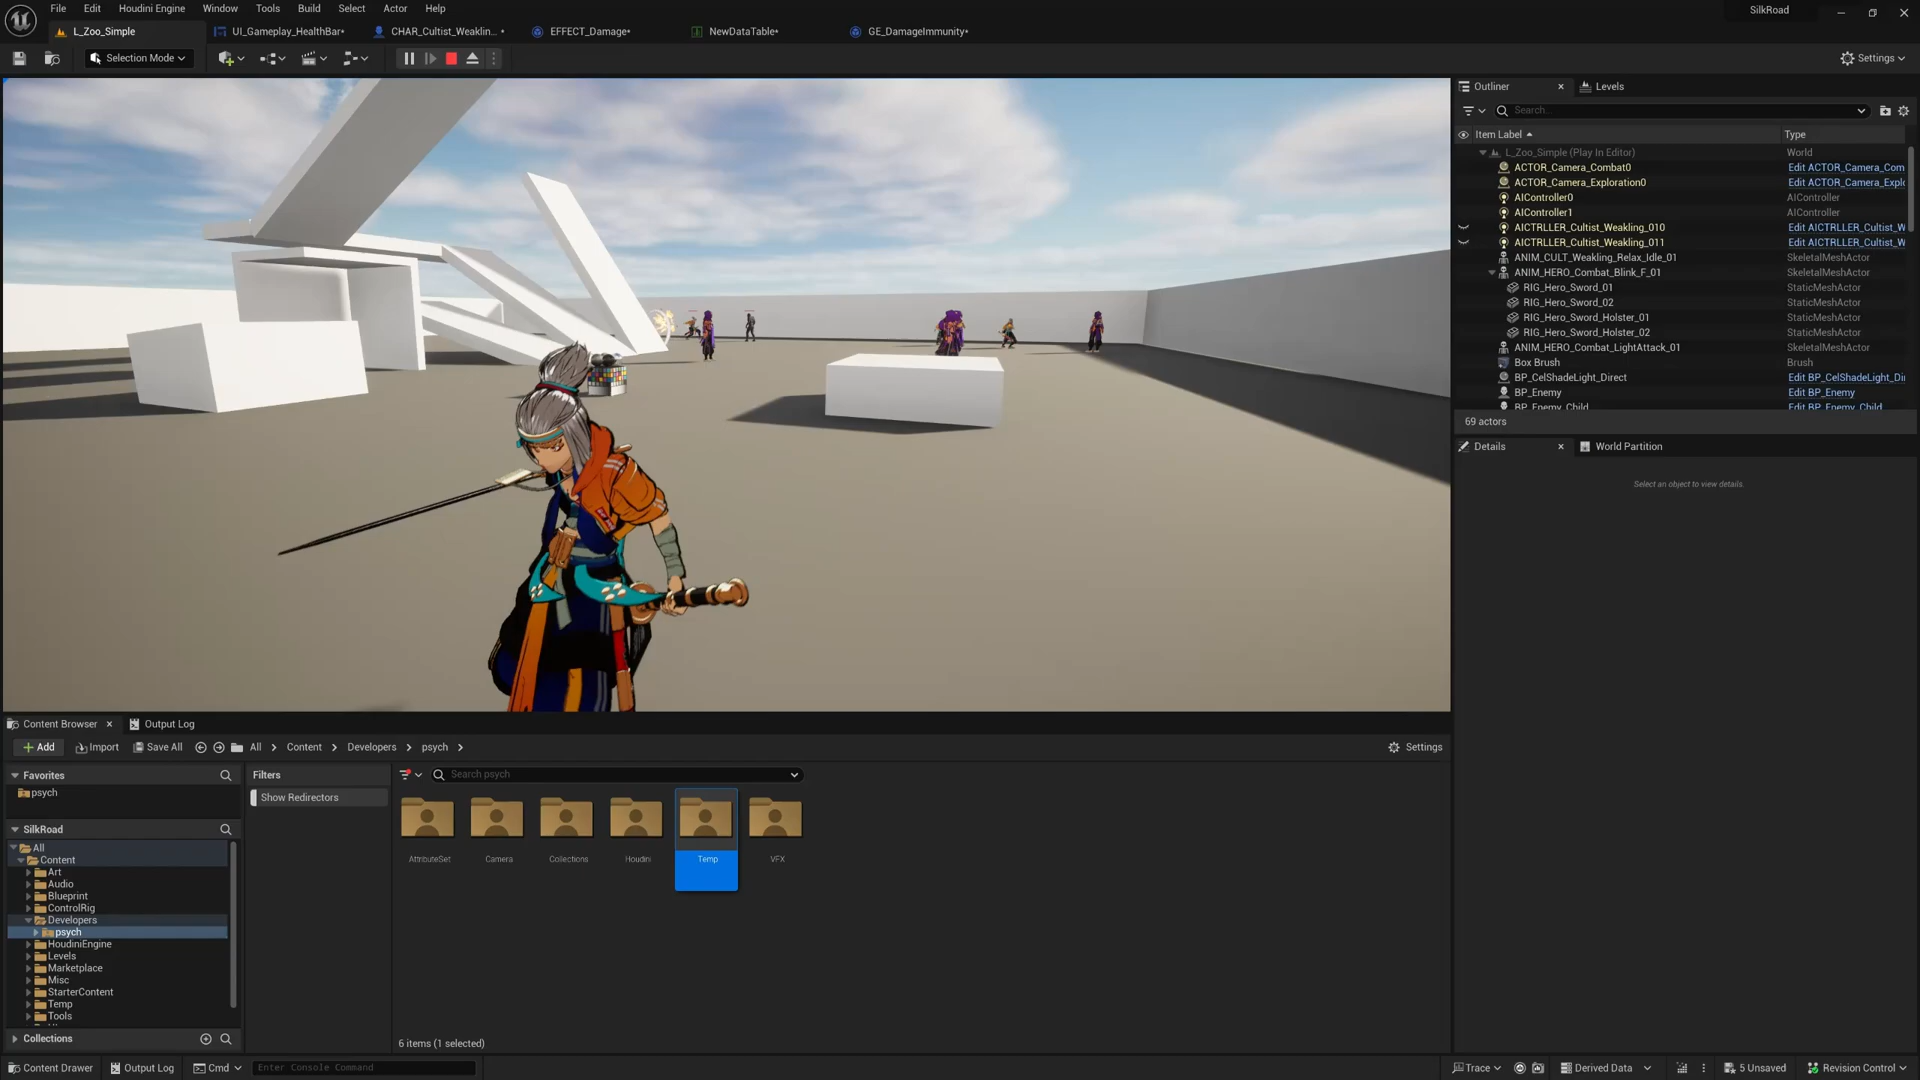 File Edit Houdini Engine Window Tools Build Select Actor Help
SilkRoad
L_Zoo_Simple
UI_Gameplay_HealthBar*
CHAR_Cultist_Weaklin... *
EFFECT_Damage*
NewDataTable*
GE_DamageImmunity*
Selection Mode
Settings
Outliner
Levels
Search...
Item Label
Type
L_Zoo_Simple (Play In Editor) World
ACTOR_Camera_Combat0 Edit ACTOR_Camera_Com
ACTOR_Camera_Exploration0 Edit ACTOR_Camera_Explo
AIController0 AIController
AIController1 AIController
AICTRLLER_Cultist_Weakling_010 Edit AICTRLLER_Cultist_W
AICTRLLER_Cultist_Weakling_011 Edit AICTRLLER_Cultist_W
ANIM_CULT_Weakling_Relax_Idle_01 SkeletalMeshActor
ANIM_HERO_Combat_Blink_F_01 SkeletalMeshActor
RIG_Hero_Sword_01 StaticMeshActor
RIG_Hero_Sword_02 StaticMeshActor
RIG_Hero_Sword_Holster_01 StaticMeshActor
RIG_Hero_Sword_Holster_02 StaticMeshActor
ANIM_HERO_Combat_LightAttack_01 SkeletalMeshActor
Box Brush Brush
BP_CelShadeLight_Direct Edit BP_CelShadeLight_Di
BP_Enemy Edit BP_Enemy
BP_Enemy_Child Edit BP_Enemy_Child
69 actors
Details
World Partition
Select an object to view details.
Content Browser
Output Log
Add
Import
Save All
All
Content
Developers
psych
Settings
Favorites
psych
SilkRoad
All
Content
Art
Audio
Blueprint
ControlRig
Developers
psych
HoudiniEngine
Levels
Marketplace
Misc
StarterContent
Temp
Tools
Collections
Filters
Show Redirectors
Search psych
AttributeSet
Camera
Collections
Houdini
Temp
VFX
6 items (1 selected)
Content Drawer
Output Log
Cmd
Enter Console Command
Trace
Derived Data
5 Unsaved
Revision Control